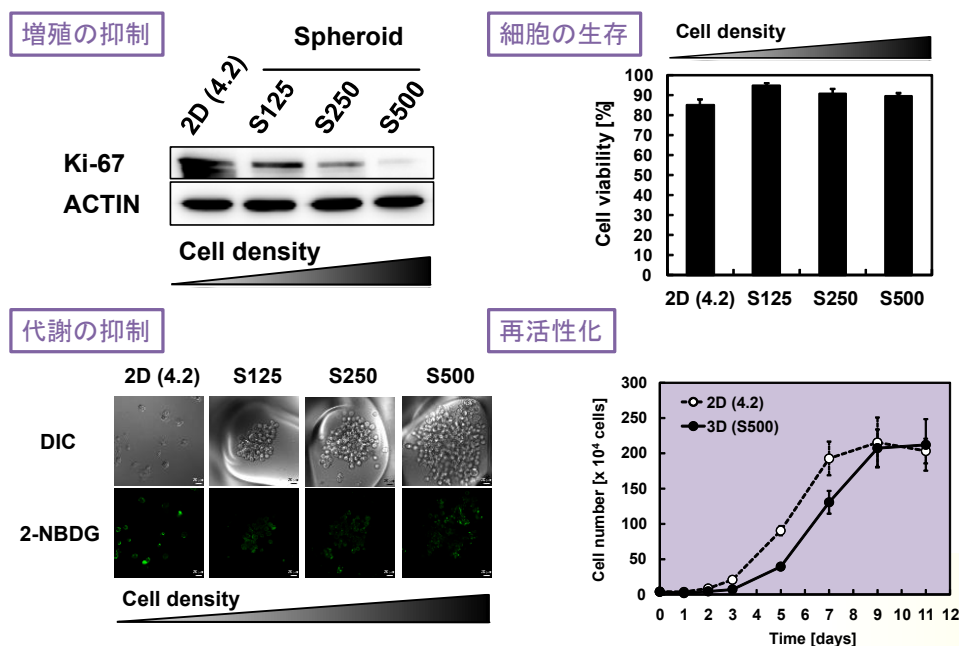 増殖の抑制
Spheroid
2D (4.2)
S125
S250
S500
Ki-67
ACTIN
Cell density
細胞の生存
Cell density
Cell viability [%]
100
90
80
70
60
50
40
30
20
10
0
2D (4.2) S125 S250 S500
代謝の抑制
2D (4.2) S125 S250 S500
DIC
2-NBDG
Cell density
再活性化
2D (4.2)
3D (S500)
Cell number [x 10⁴ cells]
300
250
200
150
100
50
0
0 1 2 3 4 5 6 7 8 9 10 11 12
Time [days]